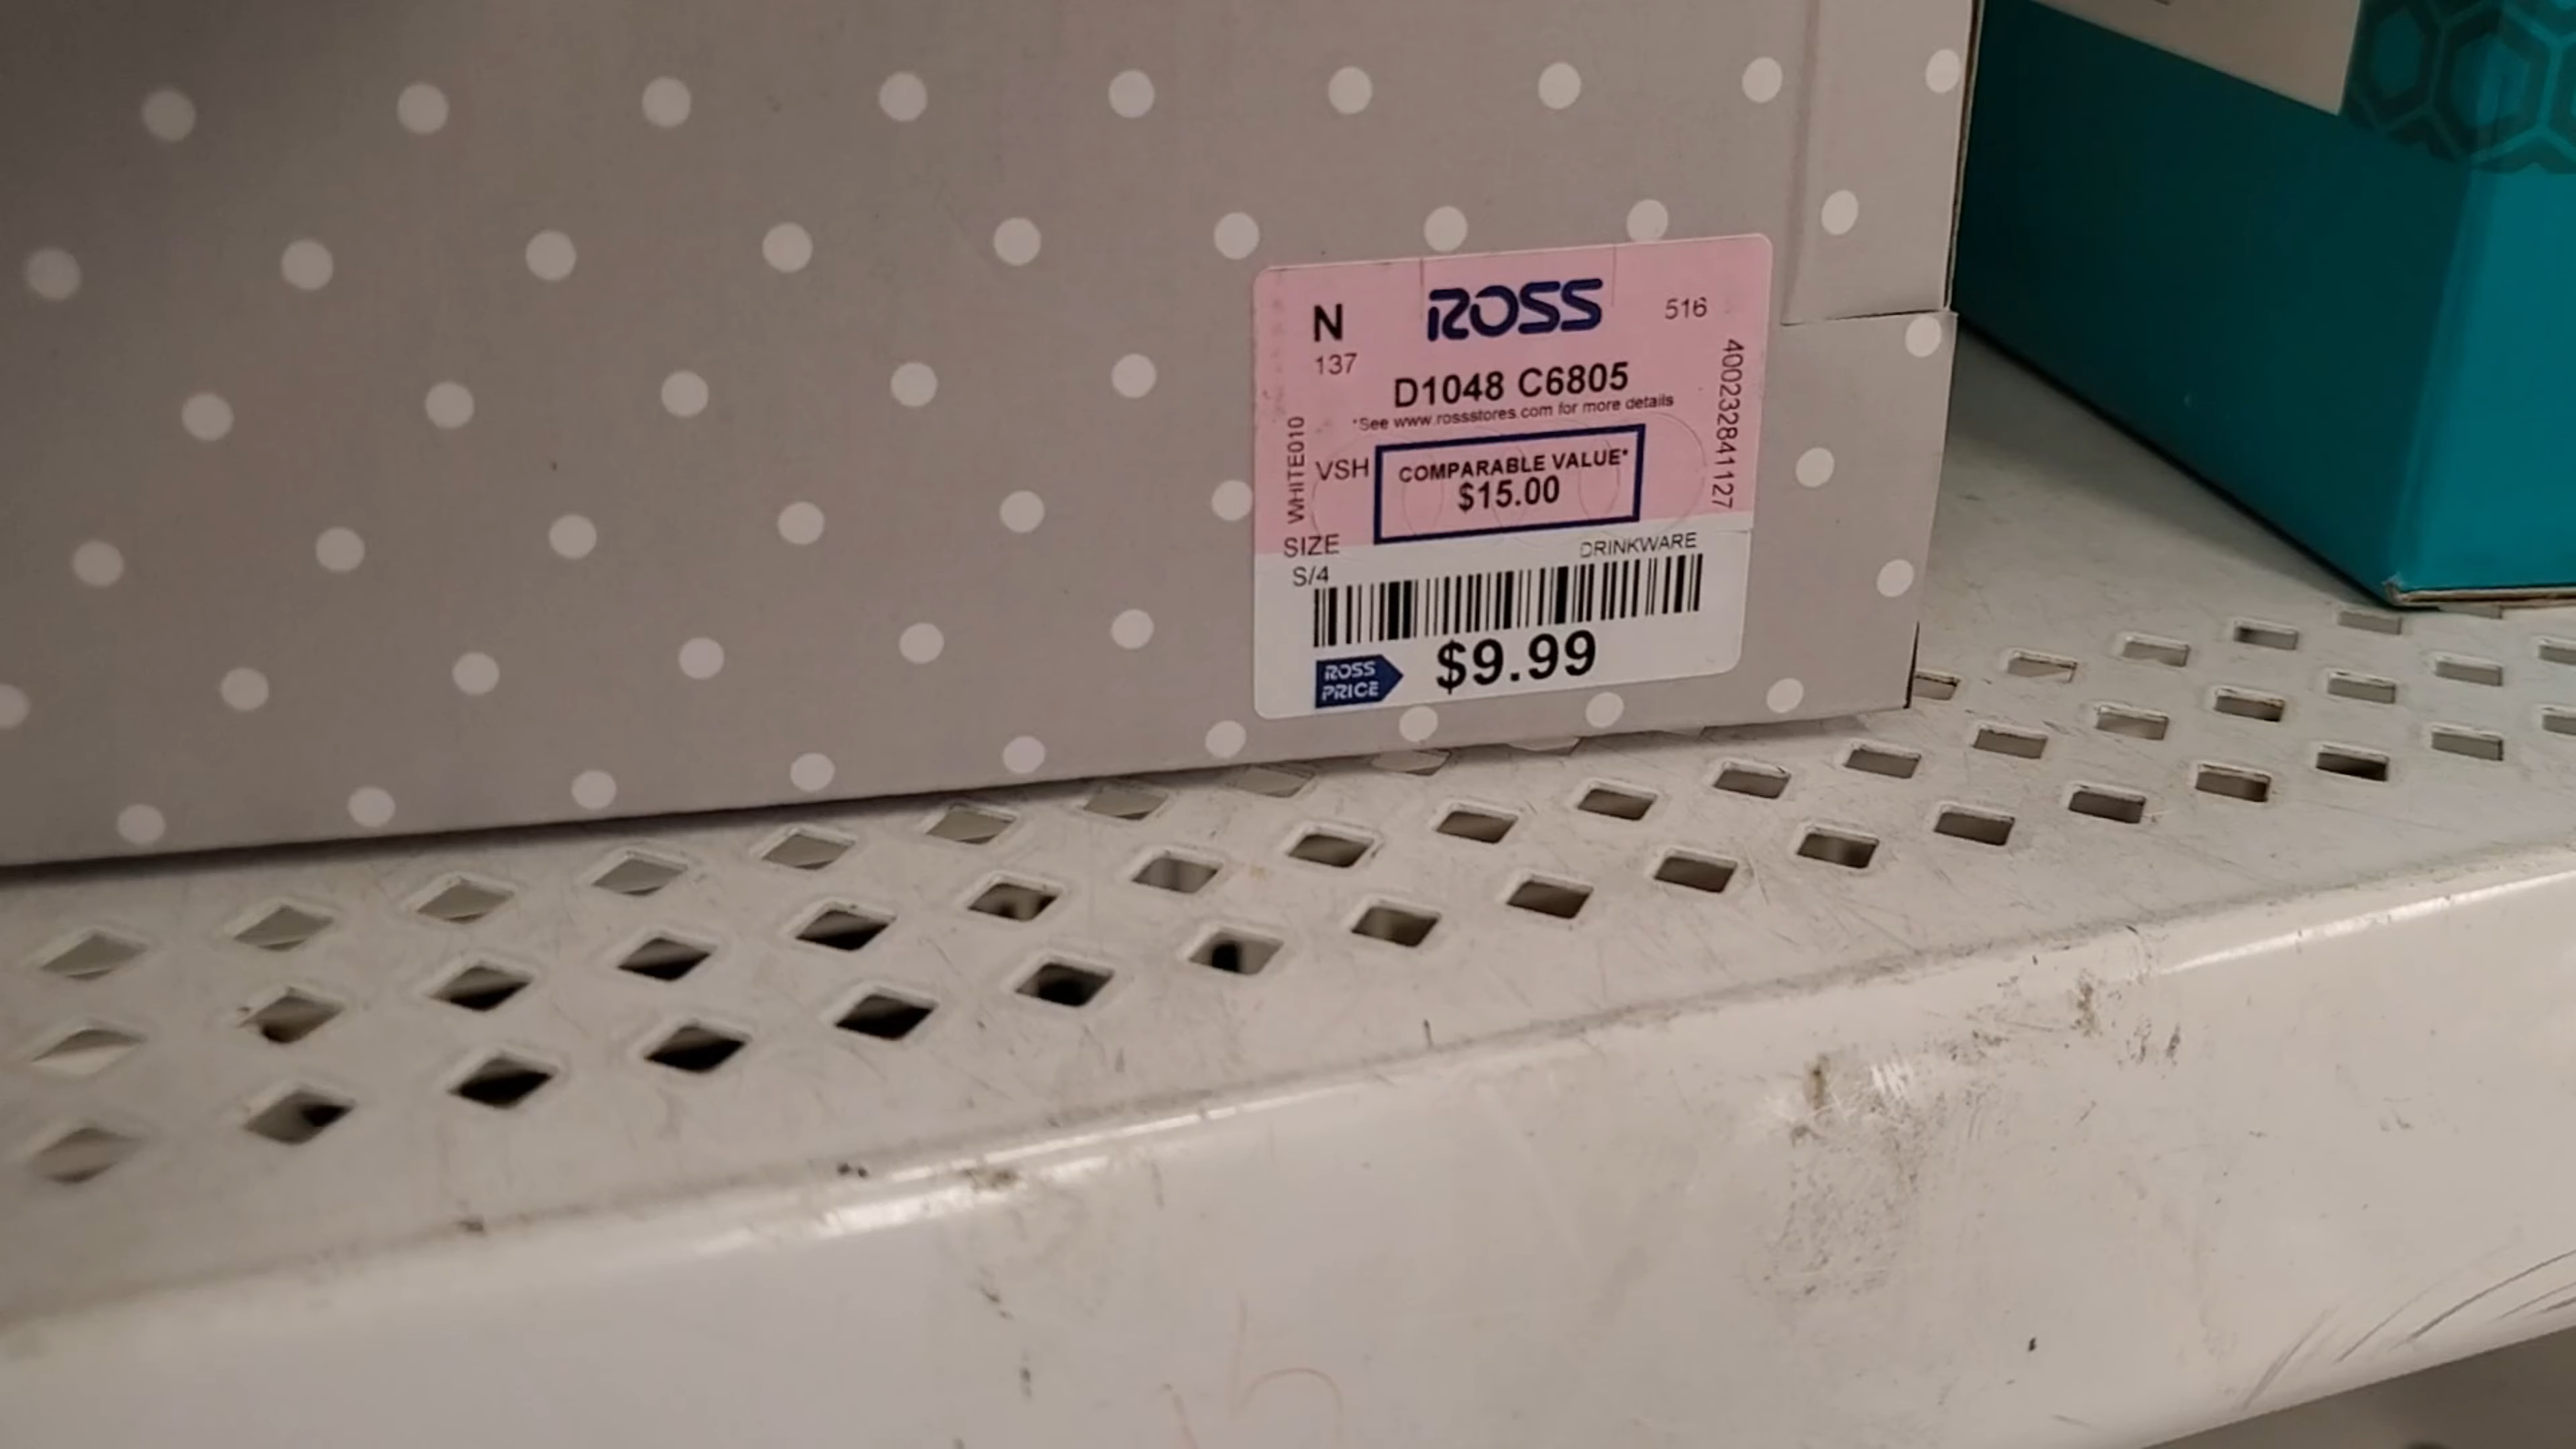 N ROSS 516
137
D1048 C6805
*See www.rossstores.com for more details
400232841127
WHITE010
VSH
COMPARABLE VALUE*
$15.00
SIZE
DRINKWARE
S/4
ROSS
PRICE
$9.99